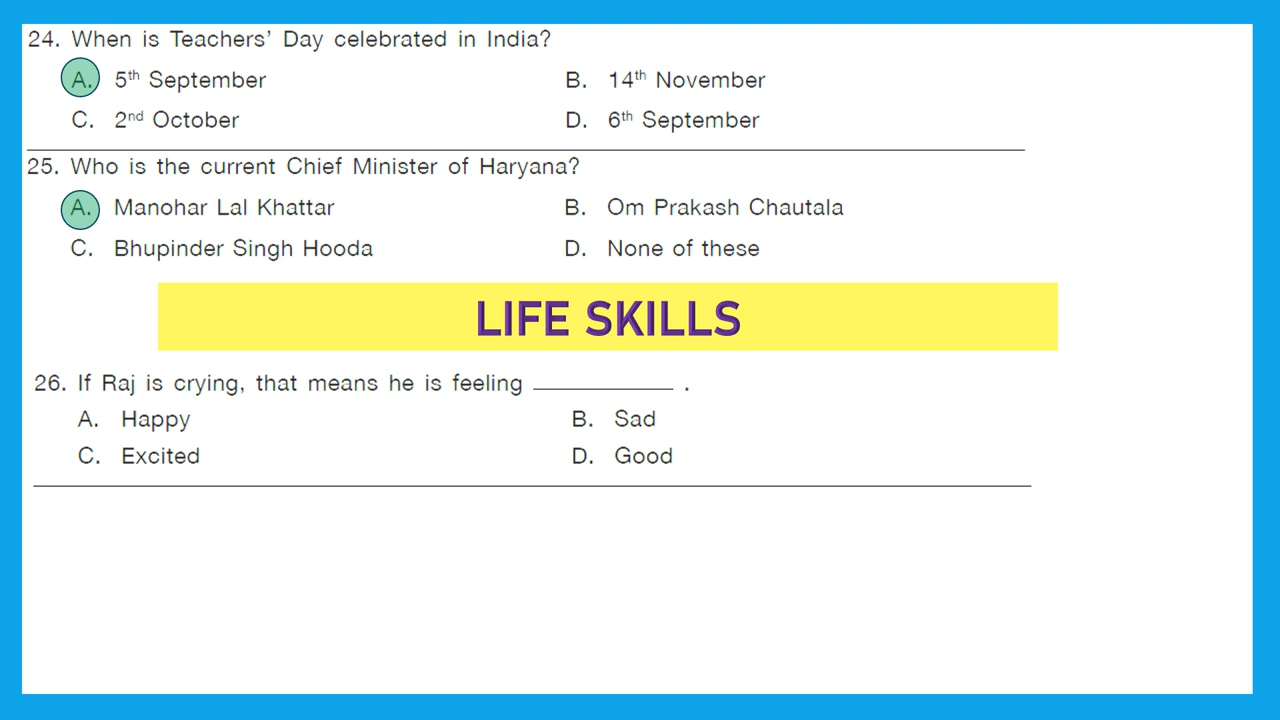 24. When is Teachers’ Day celebrated in India?
A. 5th September B. 14th November
C. 2nd October D. 6th September
25. Who is the current Chief Minister of Haryana?
A. Manohar Lal Khattar B. Om Prakash Chautala
C. Bhupinder Singh Hooda D. None of these
LIFE SKILLS
26. If Raj is crying, that means he is feeling ____________ .
A. Happy B. Sad
C. Excited D. Good